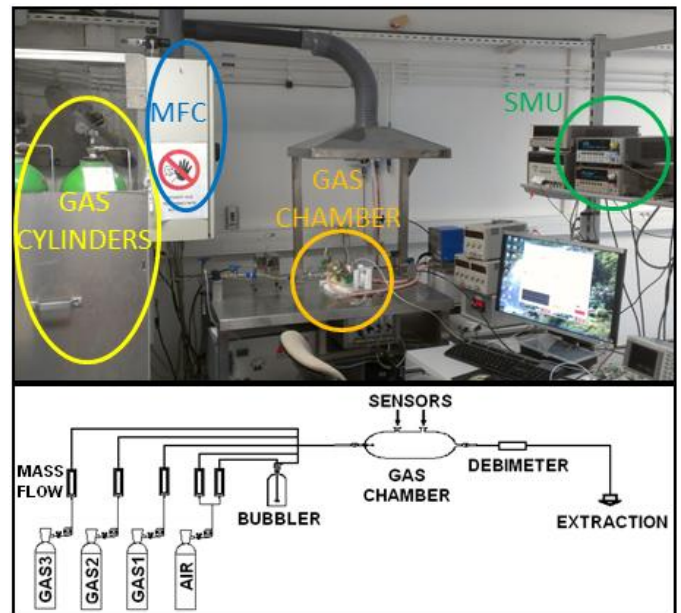 MFC
SMU
GAS
CYLINDERS
GAS
CHAMBER
SENSORS
MASS
FLOW
GAS
CHAMBER
DEBIMETER
BUBBLER
EXTRACTION
GAS3
GAS2
GAS1
AIR